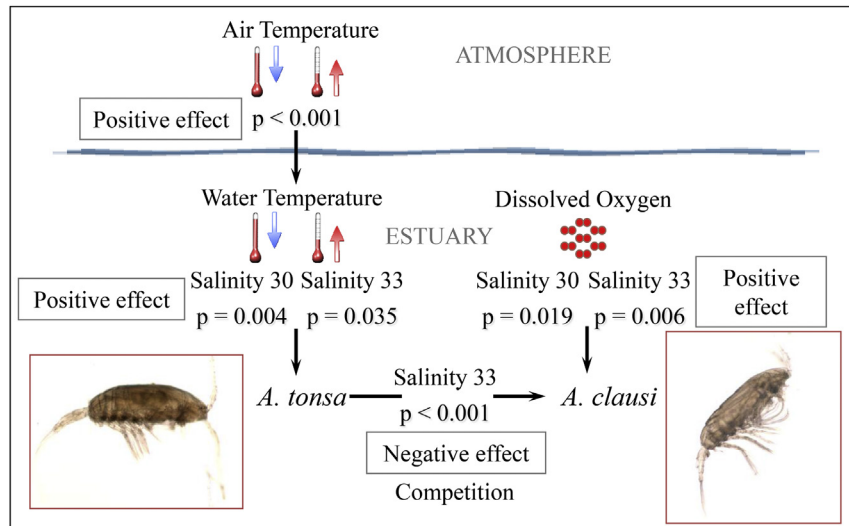 Air Temperature
ATMOSPHERE
Positive effect
p < 0.001
Water Temperature
Dissolved Oxygen
ESTUARY
Positive effect
Salinity 30 Salinity 33
p = 0.004 p = 0.035
Salinity 30 Salinity 33
p = 0.019 p = 0.006
Positive
effect
A. tonsa
Salinity 33
p < 0.001
A. clausi
Negative effect
Competition